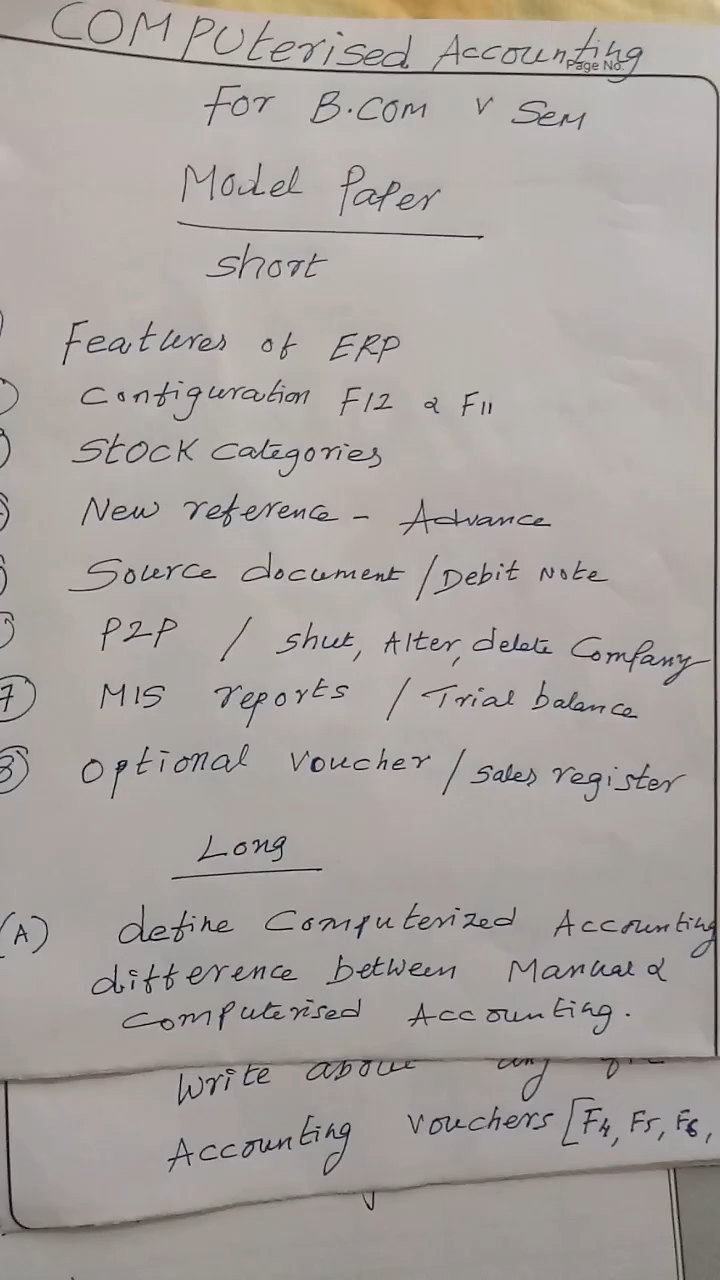 COMPUterised Accounting
Page No.
For B.COM V Sem
Model Paper
short
Features of ERP
Configuration F12 & F11
Stock Categories
New reference - Advance
Source document / Debit Note
P2P / shut, Alter, delete Company
7 MIS reports / Trial balance
8 Optional Voucher / Sales register
Long
(A) define Computerized Accounting
difference between Manual &
Computerised Accounting.
Write about any
Accounting Vouchers [F4, F5, F6,